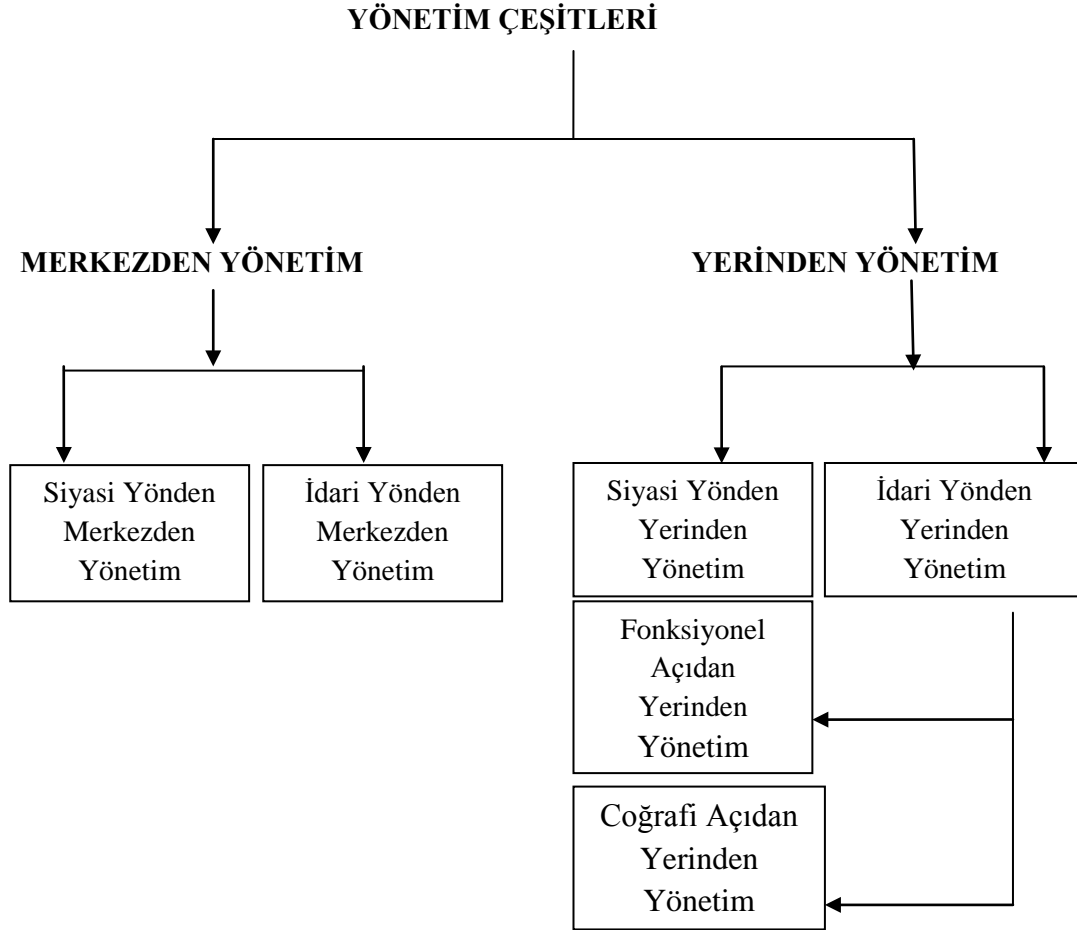 YÖNETİM ÇEŞİTLERİ
MERKEZDEN YÖNETİM
YERİNDEN YÖNETİM
Siyasi Yönden
Merkezden
Yönetim
İdari Yönden
Merkezden
Yönetim
Siyasi Yönden
Yerinden
Yönetim
İdari Yönden
Yerinden
Yönetim
Fonksiyonel
Açıdan
Yerinden
Yönetim
Coğrafi Açıdan
Yerinden
Yönetim